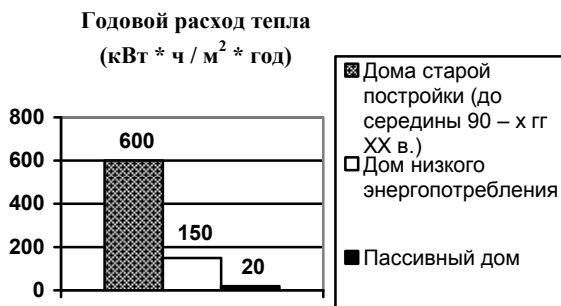 Годовой расход тепла
(кВт * ч / м² * год)
800
600
400
200
0
600
150
20
Дома старой
постройки (до
середины 90 – х гг
XX в.)
Дом низкого
энергопотребления
Пассивный дом